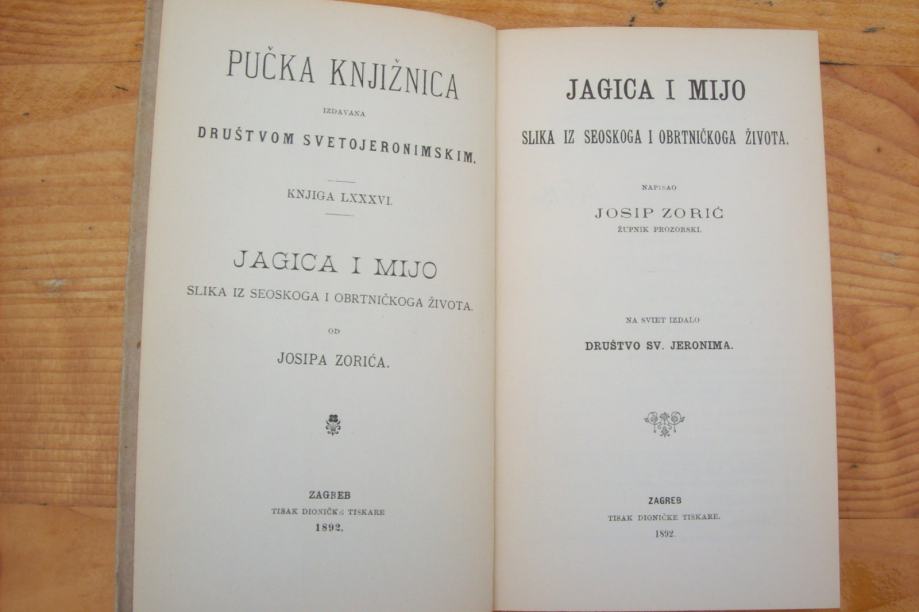 PUČKA KNJIŽNICA
IZDAVANA
DRUŠTVOM SVETOJERONIMSKIM.
KNJIGA LXXXVI.
JAGICA I MIJO
SLIKA IZ SEOSKOGA I OBRTNIČKOGA ŽIVOTA.
OD
JOSIPA ZORIĆA.
ZAGREB
TISAK DIONIČKE TISKARE
1892.
JAGICA I MIJO
SLIKA IZ SEOSKOGA I OBRTNIČKOGA ŽIVOTA.
NAPISAO
JOSIP ZORIĆ
ŽUPNIK PROZORSKI.
NA SVIET IZDALO
DRUŠTVO SV. JERONIMA.
ZAGREB
TISAK DIONIČKE TISKARE.
1892.